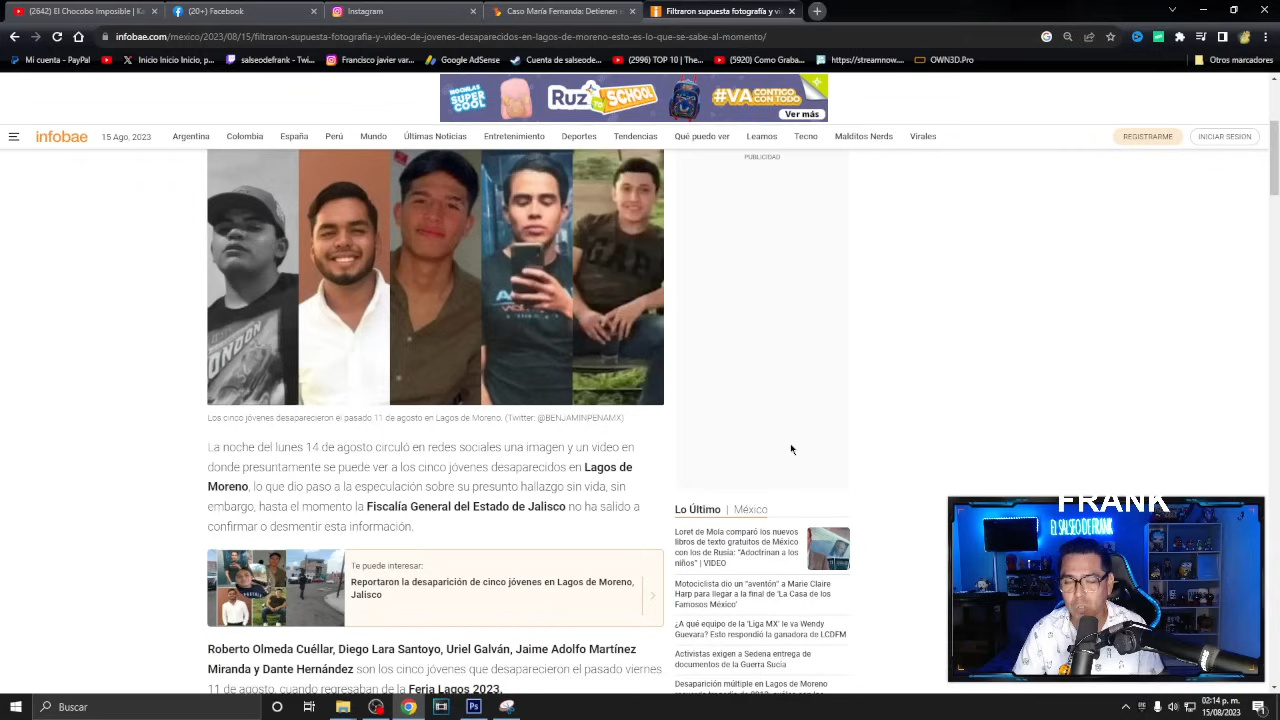 (2642) El Chocobo Imposible | Ka
(20+) Facebook
Instagram
Caso María Fernanda: Detienen a
Filtraron supuesta fotografía y vi
infobae.com/mexico/2023/08/15/filtraron-supuesta-fotografia-y-video-de-jovenes-desaparecidos-en-lagos-de-moreno-esto-es-lo-que-sabemos-hasta-el-momento/
Mi cuenta - PayPal
Inicio Inicio Inicio, p...
salseodefrank - Twi...
Francisco javier var...
Google AdSense
Cuenta de salseode...
(2996) TOP 10 | The...
(5920) Como Graba...
https://streamnow....
OWN3D.Pro
Otros marcadores
MOCHILAS
SUPER
COOL
Ruz
TO SCHOOL
#VA CONTIGO
CON TODO
Ver más
infobae
15 Ago, 2023
Argentina
Colombia
España
Perú
Mundo
Últimas Noticias
Entretenimiento
Deportes
Tendencias
Qué puedo ver
Leamos
Tecno
Malditos Nerds
Virales
REGISTRARME
INICIAR SESIÓN
PUBLICIDAD
Los cinco jóvenes desaparecieron el pasado 11 de agosto en Lagos de Moreno. (Twitter: @BENJAMINPENAMX)
La noche del lunes 14 de agosto circuló en redes sociales una imagen y un video en
donde presuntamente se puede ver a los cinco jóvenes desaparecidos en Lagos de
Moreno, lo que dio paso a la especulación sobre su presunto hallazgo sin vida, sin
embargo, hasta el momento la Fiscalía General del Estado de Jalisco no ha salido a
confirmar o desmentir esta información.
Te puede interesar:
Reportaron la desaparición de cinco jóvenes en Lagos de Moreno,
Jalisco
Roberto Olmeda Cuéllar, Diego Lara Santoyo, Uriel Galván, Jaime Adolfo Martínez
Miranda y Dante Hernández son los cinco jóvenes que desaparecieron el pasado viernes
11 de agosto, cuando regresaban de la Feria Lagos 2023.
Lo Último | México
Loret de Mola comparó los nuevos
libros de texto gratuitos de México
con los de Rusia: “Adoctrinan a los
niños” | VIDEO
Motociclista dio un “aventón” a Marie Claire
Harp para llegar a la final de ‘La Casa de los
Famosos México’
¿A qué equipo de la ‘Liga MX’ le va Wendy
Guevara? Esto respondió la ganadora de LCDFM
Activistas exigen a Sedena entrega de
documentos de la Guerra Sucia
Desaparición múltiple en Lagos de Moreno
FRANK
EL SALSEO DE FRANK
Buscar
02:14 p. m.
15/08/2023